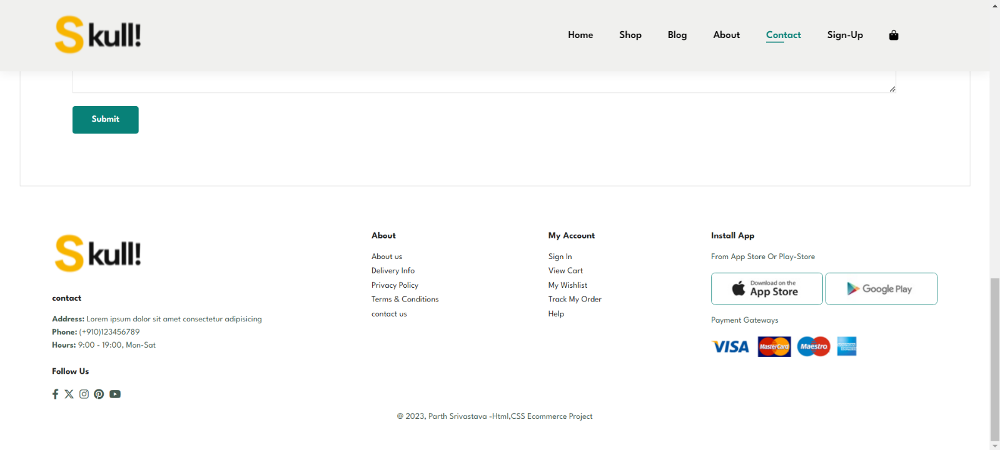 Skull!
Home Shop Blog About Contact Sign-Up
Submit
Skull!
contact
Address: Lorem ipsum dolor sit amet consectetur adipisicing
Phone: (+910)123456789
Hours: 9:00 - 19:00, Mon-Sat
Follow Us
About
About us
Delivery Info
Privacy Policy
Terms & Conditions
contact us
My Account
Sign In
View Cart
My Wishlist
Track My Order
Help
Install App
From App Store Or Play-Store
Download on the
App Store
Google Play
Payment Gateways
VISA MasterCard Maestro AMERICAN EXPRESS
@ 2023, Parth Srivastava -Html,CSS Ecommerce Project